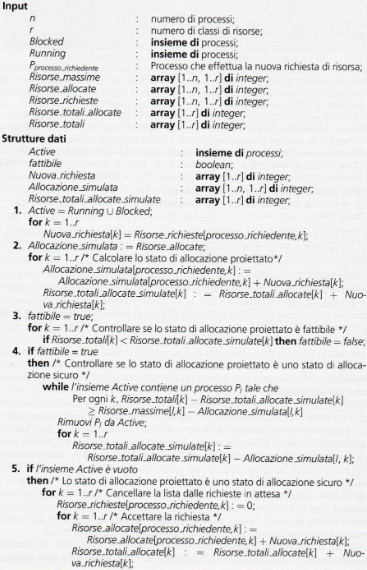 Input
n : numero di processi;
r : numero di classi di risorse;
Blocked : insieme di processi;
Running : insieme di processi;
P_processo_richiedente : Processo che effettua la nuova richiesta di risorsa;
Risorse_massime : array [1..n, 1..r] di integer;
Risorse_allocate : array [1..n, 1..r] di integer;
Risorse_richieste : array [1..n, 1..r] di integer;
Risorse_totali_allocate : array [1..r] di integer;
Risorse_totali : array [1..r] di integer;
Strutture dati
Active : insieme di processi;
fattibile : boolean;
Nuova_richiesta : array [1..r] di integer;
Allocazione_simulata : array [1..n, 1..r] di integer;
Risorse_totali_allocate_simulate : array [1..r] di integer;
1. Active = Running ∪ Blocked;
for k = 1..r
Nuova_richiesta[k] = Risorse_richieste[processo_richiedente,k];
2. Allocazione_simulata : = Risorse_allocate;
for k = 1..r /* Calcolare lo stato di allocazione proiettato*/
Allocazione_simulata[processo_richiedente,k] : =
Allocazione_simulata[processo_richiedente,k] + Nuova_richiesta[k];
Risorse_totali_allocate_simulate[k] : = Risorse_totali_allocate[k] + Nuo-
va_richiesta[k];
3. fattibile = true;
for k = 1..r /* Controllare se lo stato di allocazione proiettato è fattibile */
if Risorse_totali[k] < Risorse_totali_allocate_simulate[k] then fattibile = false;
4. if fattibile = true
then /* Controllare se lo stato di allocazione proiettato è uno stato di alloca-
zione sicuro */
while l'insieme Active contiene un processo Pl tale che
Per ogni k, Risorse_totali[k] − Risorse_totali_allocate_simulate[k]
≥ Risorse_massime[l,k] − Allocazione_simulata[l,k]
Rimuovi Pl da Active;
for k = 1..r
Risorse_totali_allocate_simulate[k] : =
Risorse_totali_allocate_simulate[k] − Allocazione_simulata[l, k];
5. if l'insieme Active è vuoto
then /* Lo stato di allocazione proiettato è uno stato di allocazione sicuro */
for k = 1..r /* Cancellare la lista dalle richieste in attesa */
Risorse_richieste[processo_richiedente,k] : = 0;
for k = 1..r /* Accettare la richiesta */
Risorse_allocate[processo_richiedente,k] : =
Risorse_allocate[processo_richiedente,k] + Nuova_richiesta[k];
Risorse_totali_allocate[k] : = Risorse_totali_allocate[k] + Nuo-
va_richiesta[k];